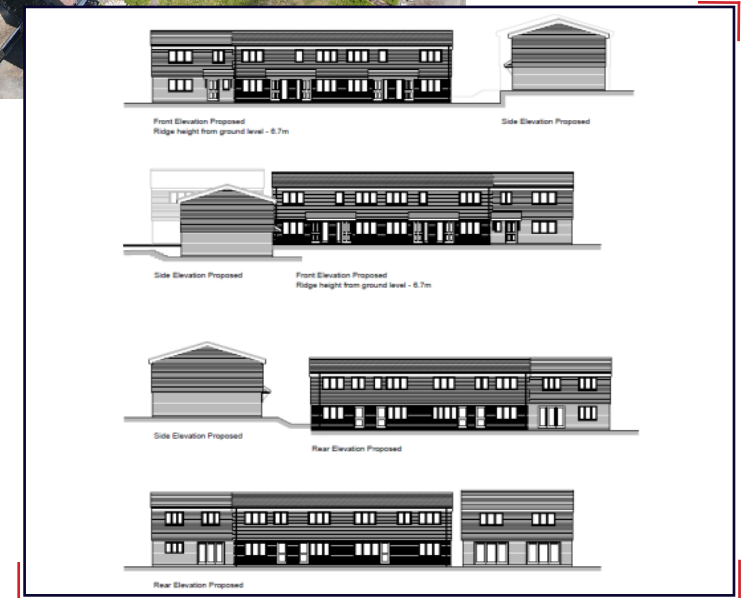 Front Elevation Proposed
Ridge height from ground level - 6.7m
Side Elevation Proposed
Side Elevation Proposed
Front Elevation Proposed
Ridge height from ground level - 6.7m
Side Elevation Proposed
Rear Elevation Proposed
Rear Elevation Proposed